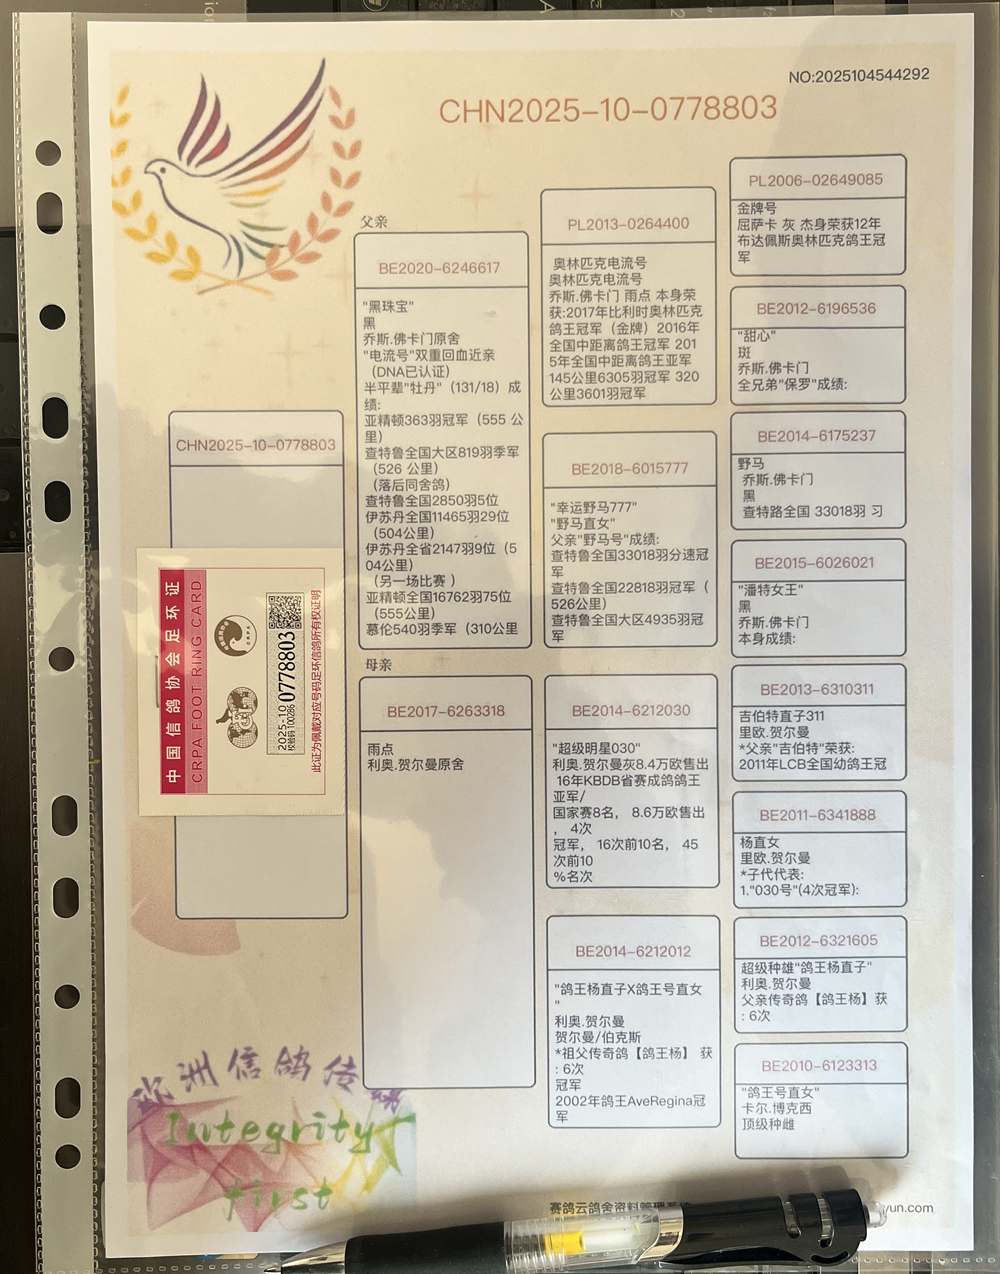 NO:2025104544292
CHN2025-10-0778803
父亲
BE2020-6246617
"黑珠宝"
黑
乔斯.佛卡门原舍
"电流号"双重回血近亲
（DNA已认证）
半平辈"牡丹"（131/18）成
绩:
亚精顿363羽冠军（555 公
里）
查特鲁全国大区819羽季军
（526 公里）
（落后同舍鸽）
查特鲁全国2850羽5位
伊苏丹全国11465羽29位
（504公里）
伊苏丹全省2147羽9位（5
04公里）
（另一场比赛 ）
亚精顿全国16762羽75位
（555公里）
慕伦540羽季军（310公里
母亲
BE2017-6263318
雨点
利奥.贺尔曼原舍
PL2013-0264400
奥林匹克电流号
奥林匹克电流号
乔斯.佛卡门 雨点 本身荣
获:2017年比利时奥林匹克
鸽王冠军（金牌）2016年
全国中距离鸽王冠军 201
5年全国中距离鸽王亚军
145公里6305羽冠军 320
公里3601羽冠军
BE2018-6015777
"幸运野马777"
"野马直女"
父亲"野马号"成绩:
查特鲁全国33018羽分速冠
军
查特鲁全国22818羽冠军（
526公里）
查特鲁全国大区4935羽冠
军
BE2014-6212030
"超级明星030"
利奥.贺尔曼灰8.4万欧售出
16年KBDB省赛成鸽鸽王
亚军/
国家赛8名， 8.6万欧售出
， 4次
冠军， 16次前10名， 45
次前10
%名次
BE2014-6212012
"鸽王杨直子X鸽王号直女
"
利奥.贺尔曼
贺尔曼/伯克斯
*祖父传奇鸽【鸽王杨】 获
: 6次
冠军
2002年鸽王AveRegina冠
军
PL2006-02649085
金牌号
屈萨卡 灰 杰身荣获12年
布达佩斯奥林匹克鸽王冠
军
BE2012-6196536
"甜心"
斑
乔斯.佛卡门
全兄弟"保罗"成绩:
BE2014-6175237
野马
乔斯.佛卡门
黑
查特路全国 33018羽 习
BE2015-6026021
"潘特女王"
黑
乔斯.佛卡门
本身成绩:
BE2013-6310311
吉伯特直子311
里欧.贺尔曼
*父亲"吉伯特"荣获:
2011年LCB全国幼鸽王冠
BE2011-6341888
杨直女
里欧.贺尔曼
*子代代表:
1."030号"(4次冠军):
BE2012-6321605
超级种雄"鸽王杨直子"
利奥.贺尔曼
父亲传奇鸽【鸽王杨】获
: 6次
BE2010-6123313
"鸽王号直女"
卡尔.博克西
顶级种雌
CHN2025-10-0778803
中国信鸽协会足环证
CRPA FOOT RING CARD
2025-10 0778803
校验码 100286
此证为佩戴对应号码足环信鸽所有权证明
洲信鸽传
Integrity
first
赛鸽云鸽舍资料管理
yun.com